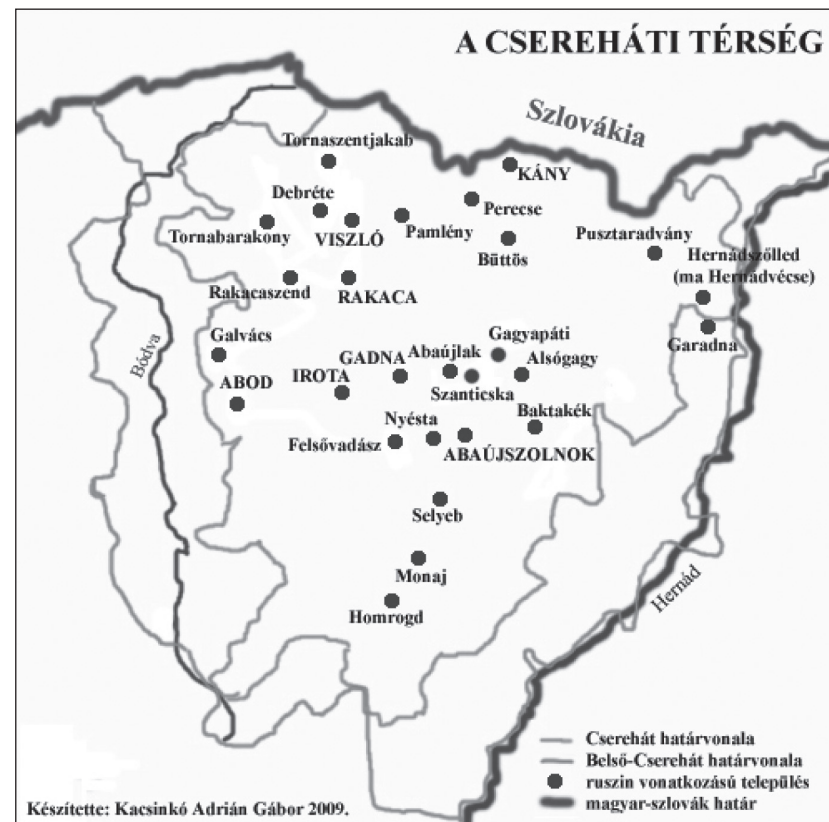 A CSEREHÁTI TÉRSÉG
Szlovákia
Tornaszentjakab
KÁNY
Debréte
Perecse
Tornabarakony
VISZLÓ
Pamlény
Büttös
Pusztaradvány
Hernádszőlled
(ma Hernádvécse)
Rakacaszend
RAKACA
Garadna
Bódva
Galvács
Gagyapáti
GADNA
Abaújlak
Alsógagy
ABOD
IROTA
Szanticska
Nyésta
Baktakék
Felsővadász
ABAÚJSZOLNOK
Selyeb
Monaj
Hernád
Homrogd
Cserehát határvonala
Belső-Cserehát határvonala
ruszin vonatkozású település
magyar-szlovák határ
Készítette: Kacsinkó Adrián Gábor 2009.